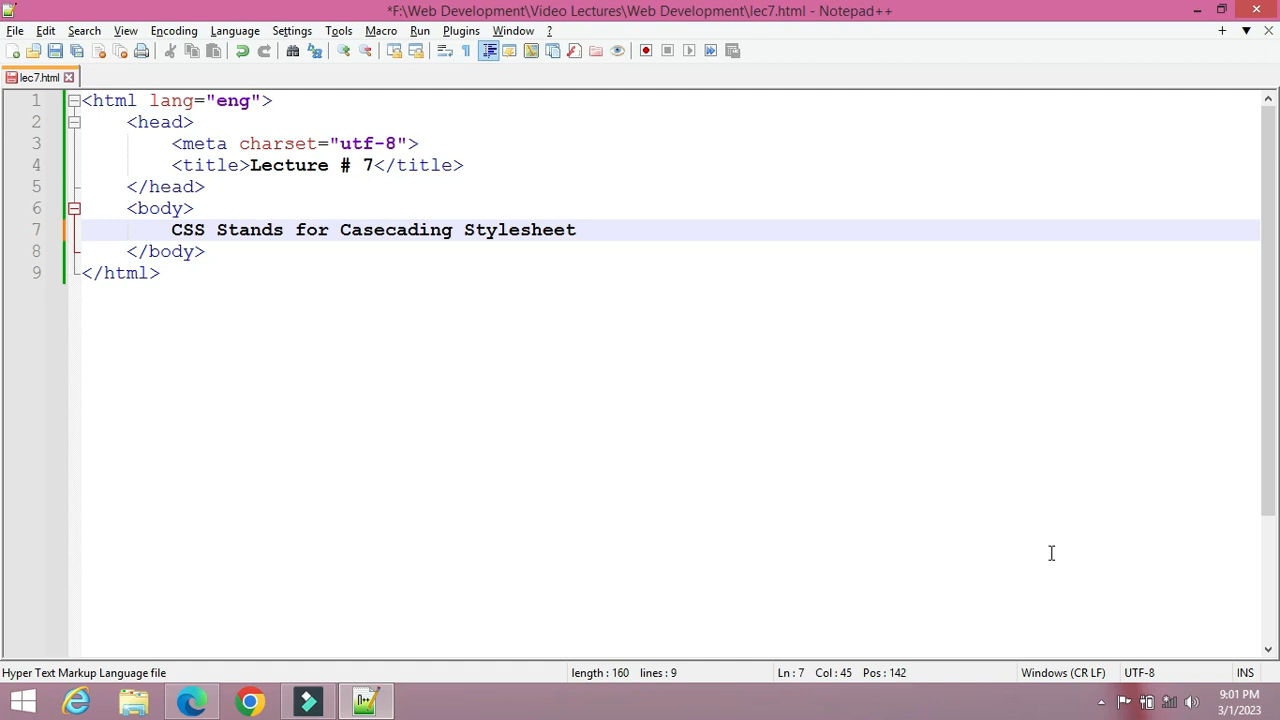 *F:\Web Development\Video Lectures\Web Development\lec7.html - Notepad++
File Edit Search View Encoding Language Settings Tools Macro Run Plugins Window ?
lec7.html
1 <html lang="eng">
2 <head>
3 <meta charset="utf-8">
4 <title>Lecture # 7</title>
5 </head>
6 <body>
7 CSS Stands for Casecading Stylesheet
8 </body>
9 </html>
Hyper Text Markup Language file length : 160 lines : 9 Ln : 7 Col : 45 Pos : 142 Windows (CR LF) UTF-8 INS
9:01 PM
3/1/2023